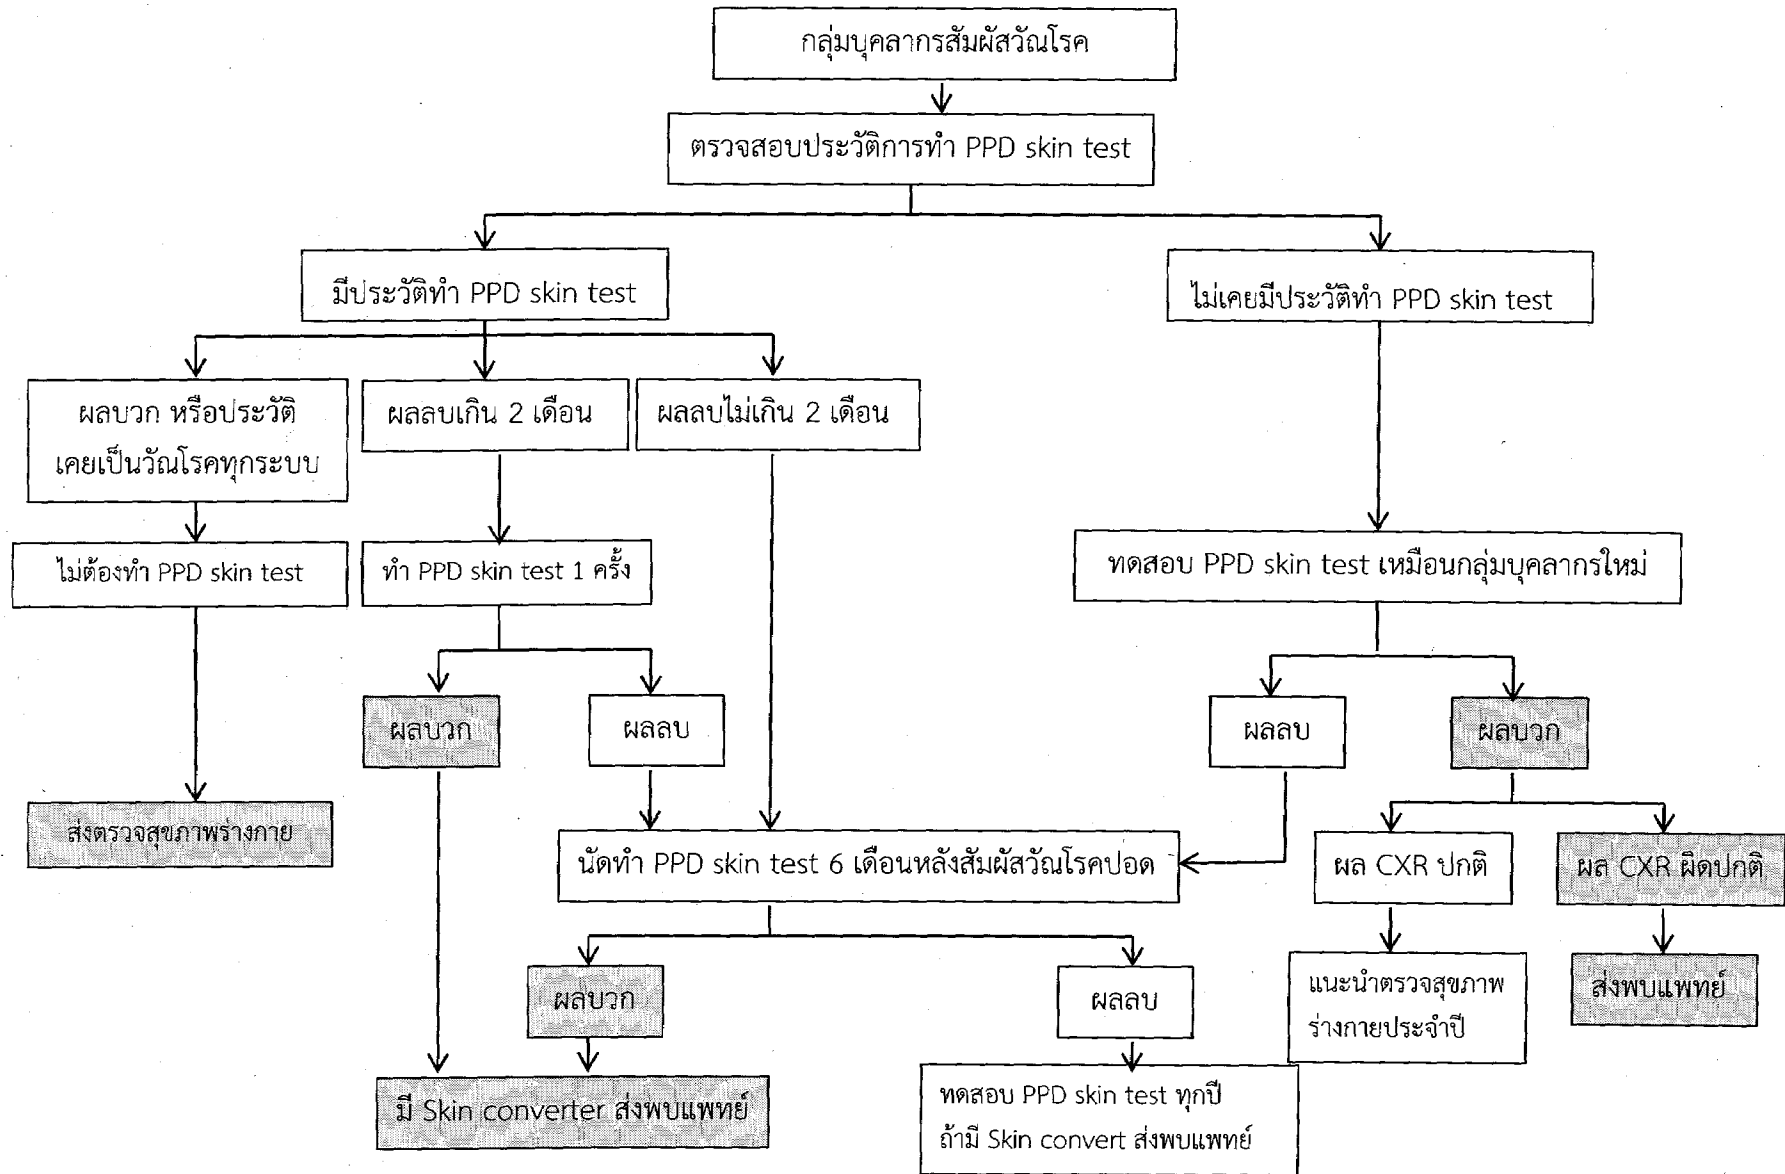 กลุ่มบุคลากรสัมผัสวัณโรค
ตรวจสอบประวัติการทำ PPD skin test
มีประวัติทำ PPD skin test
ไม่เคยมีประวัติทำ PPD skin test
ผลบวก หรือประวัติ
เคยเป็นวัณโรคทุกระบบ
ผลลบเกิน 2 เดือน
ผลลบไม่เกิน 2 เดือน
ไม่ต้องทำ PPD skin test
ทำ PPD skin test 1 ครั้ง
ทดสอบ PPD skin test เหมือนกลุ่มบุคลากรใหม่
ผลบวก
ผลลบ
ผลลบ
ผลบวก
ส่งตรวจสุขภาพร่างกาย
นัดทำ PPD skin test 6 เดือนหลังสัมผัสวัณโรคปอด
ผล CXR ปกติ
ผล CXR ผิดปกติ
ผลบวก
ผลลบ
แนะนำตรวจสุขภาพ
ร่างกายประจำปี
ส่งพบแพทย์
มี Skin converter ส่งพบแพทย์
ทดสอบ PPD skin test ทุกปี
ถ้ามี Skin convert ส่งพบแพทย์